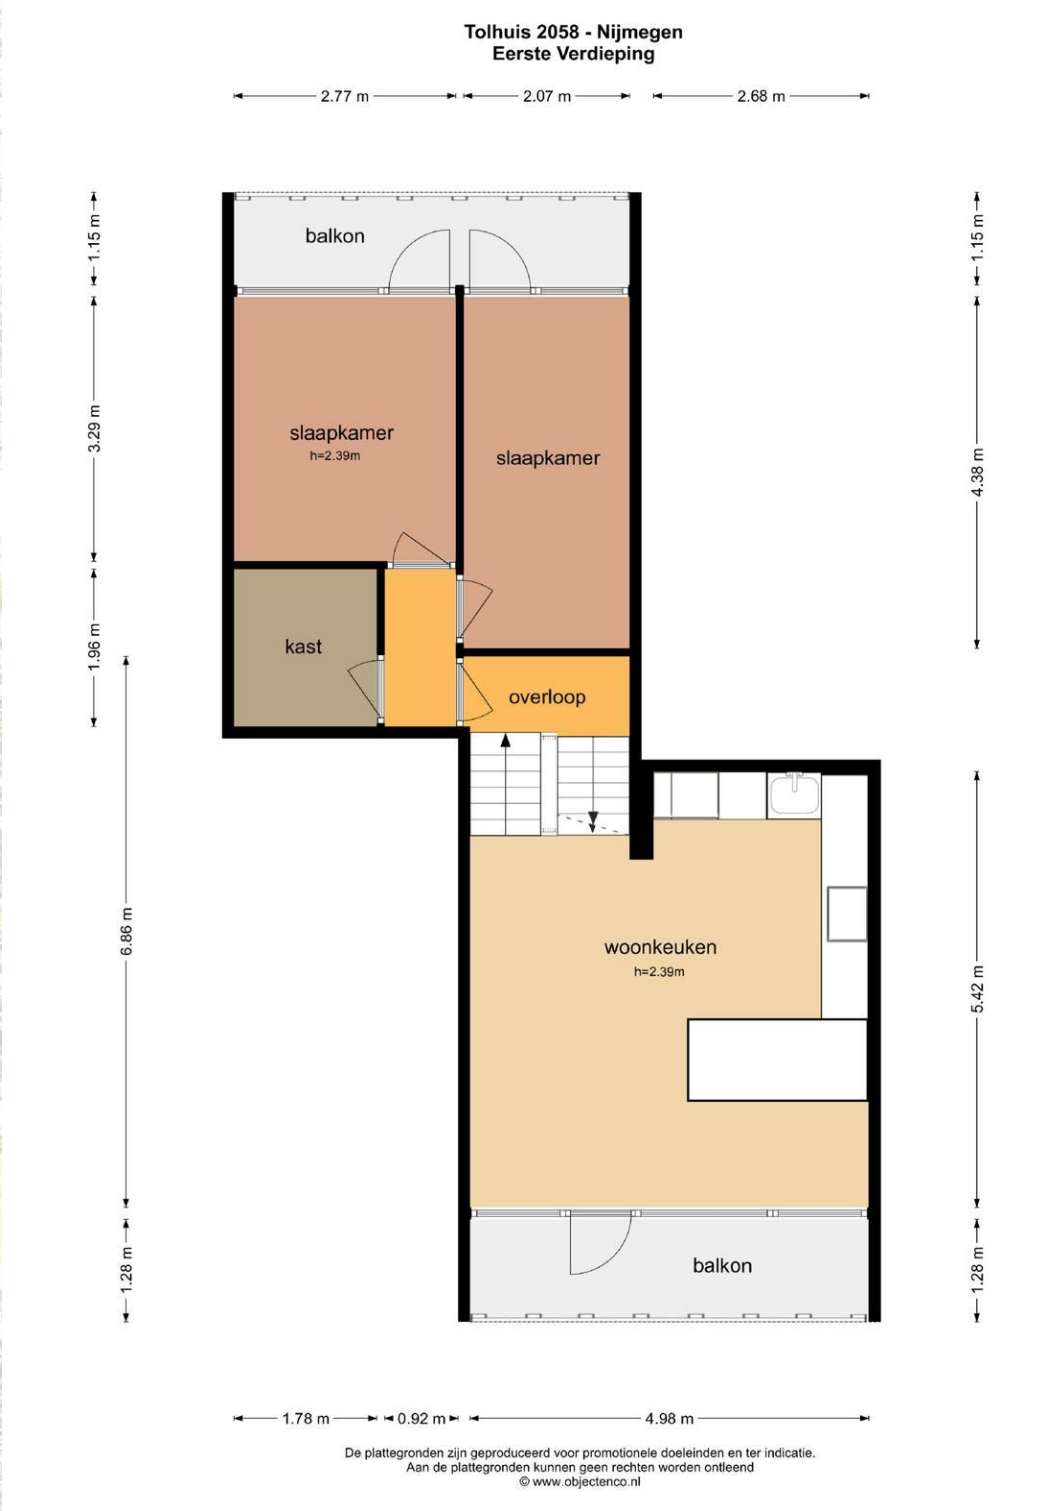 Tolhuis 2058 - Nijmegen
Eerste Verdieping
2.77 m
2.07 m
2.68 m
1.15 m
1.15 m
balkon
3.29 m
slaapkamer
h=2.39m
slaapkamer
4.38 m
1.96 m
kast
overloop
6.86 m
woonkeuken
h=2.39m
5.42 m
1.28 m
balkon
1.28 m
1.78 m
0.92 m
4.98 m
De plattegronden zijn geproduceerd voor promotionele doeleinden en ter indicatie.
Aan de plattegronden kunnen geen rechten worden ontleend
© www.objectenco.nl